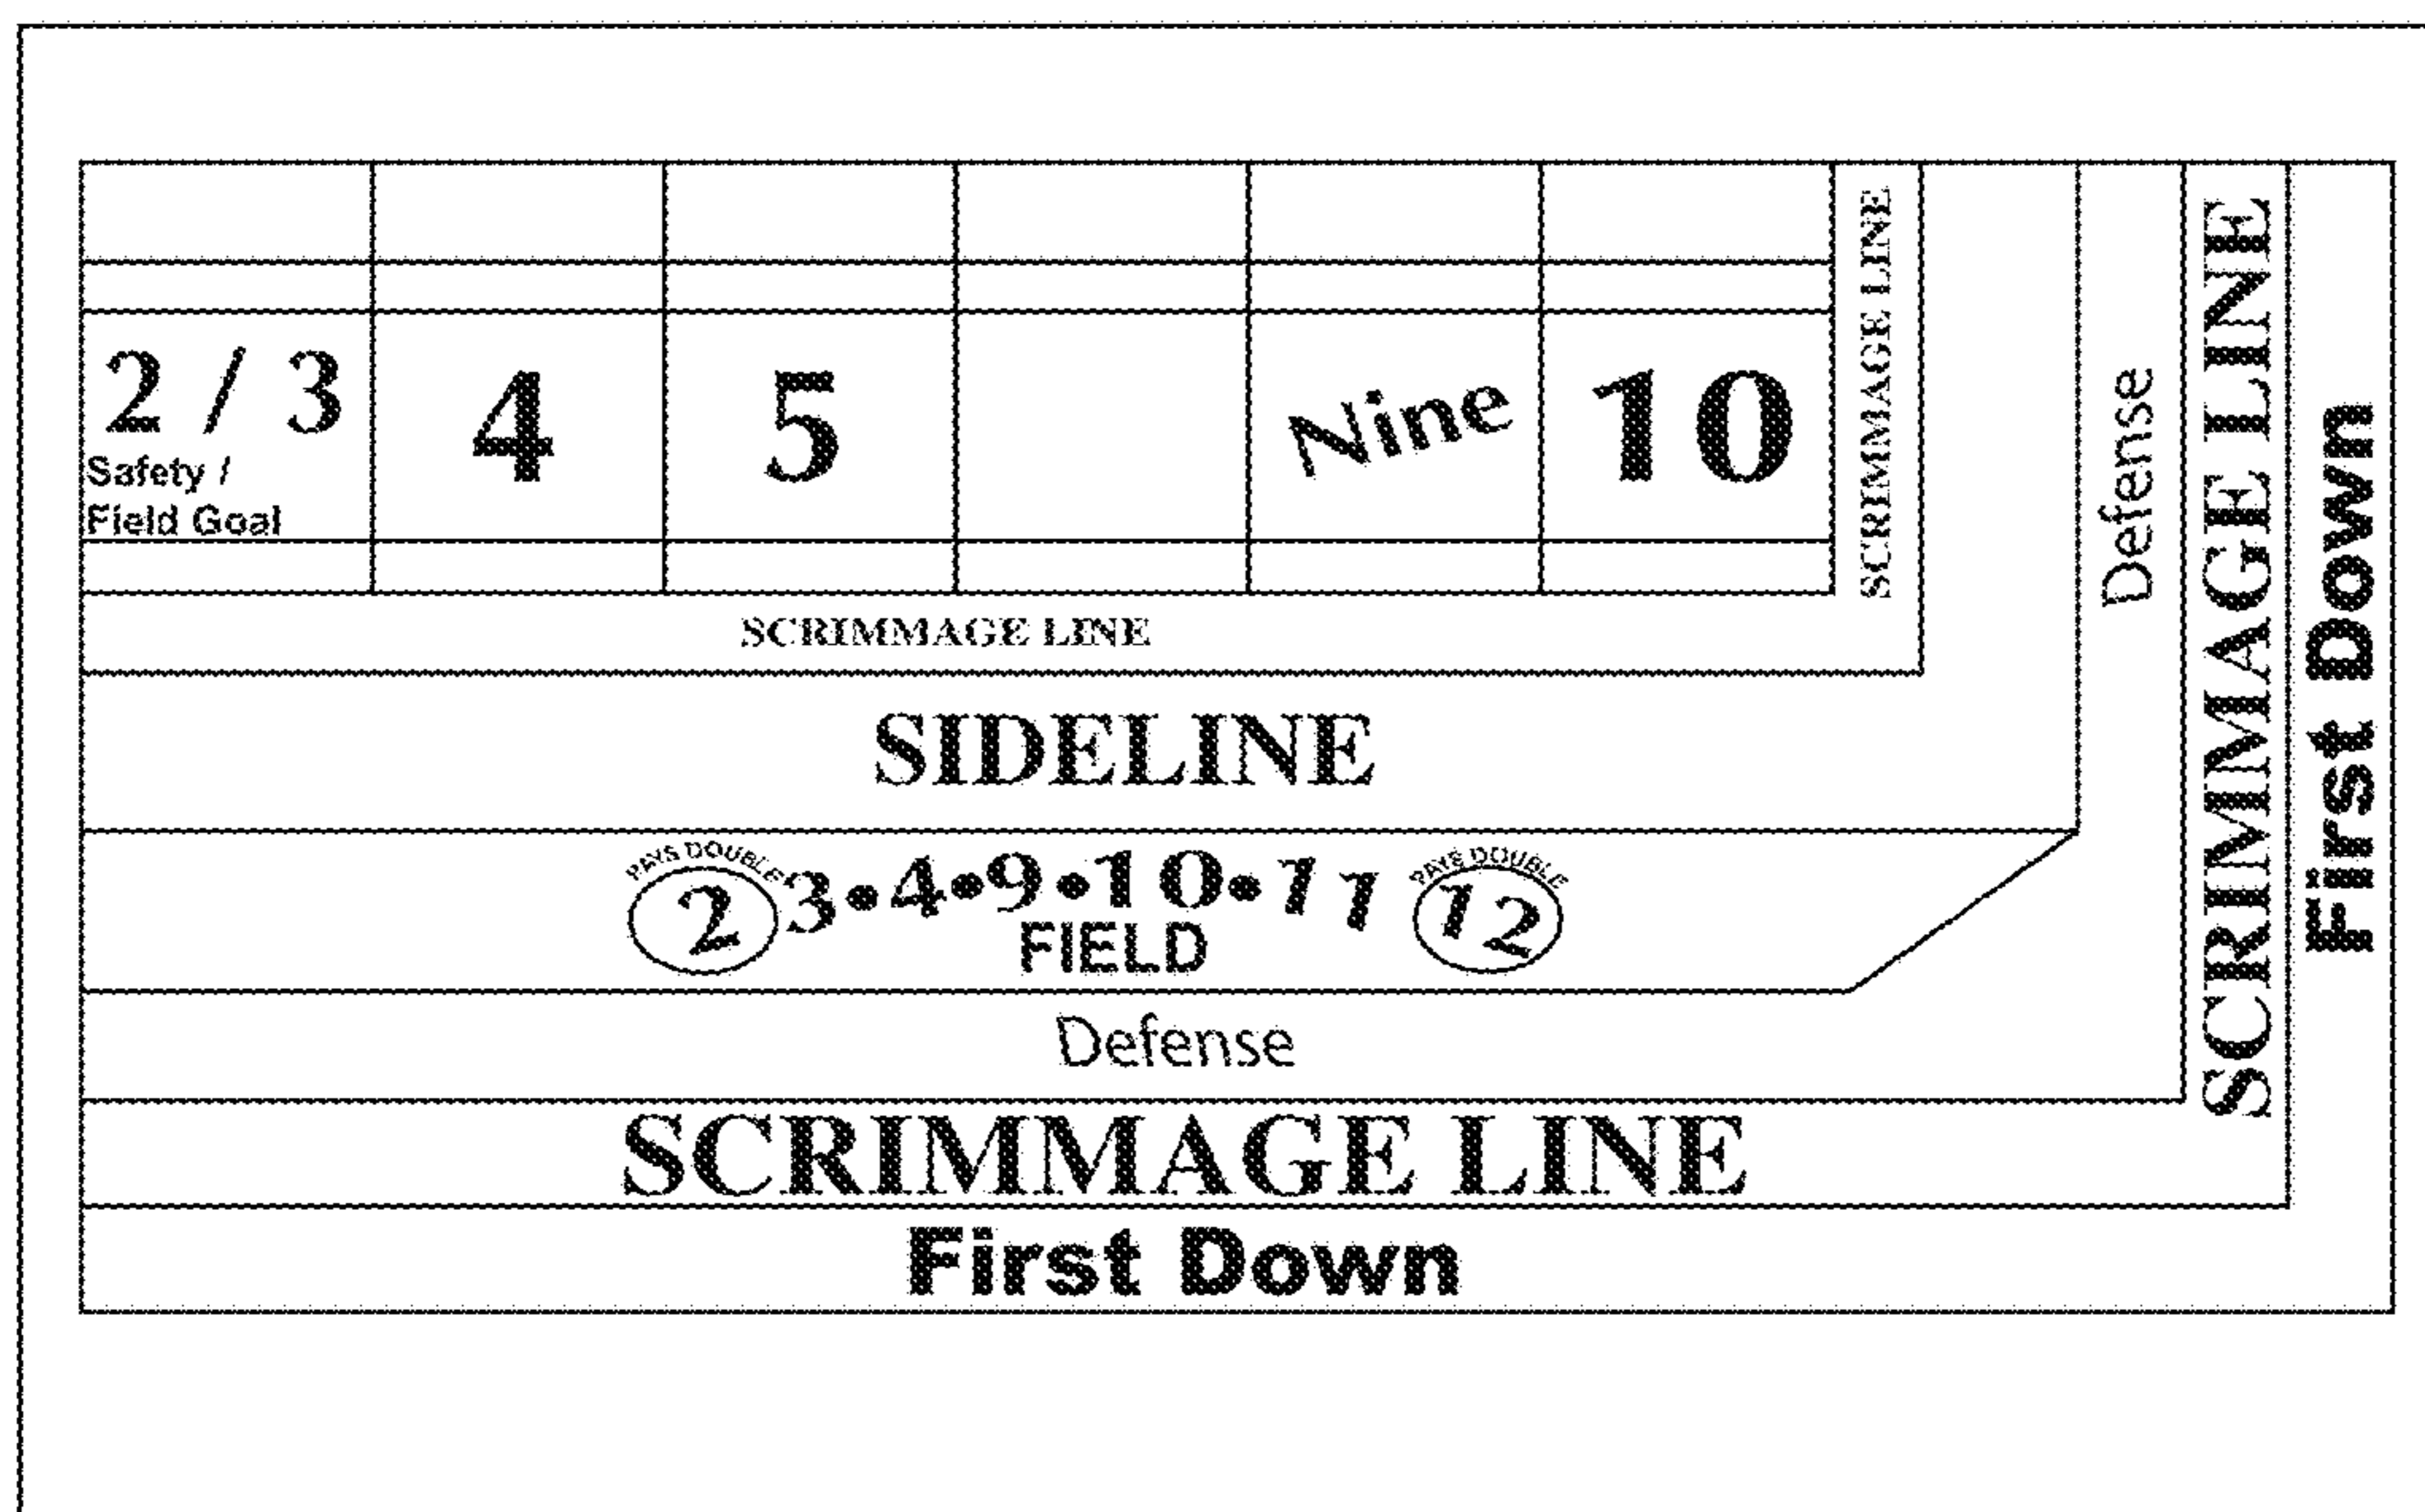 2 / 3
Safety /
Field Goal
4
5
Nine
10
SCRIMMAGE LINE
SCRIMMAGE LINE
SIDELINE
PAYS DOUBLE
2
3•4•9•10•11
PAYS DOUBLE
12
FIELD
Defense
Defense
SCRIMMAGE LINE
SCRIMMAGE LINE
First Down
First Down